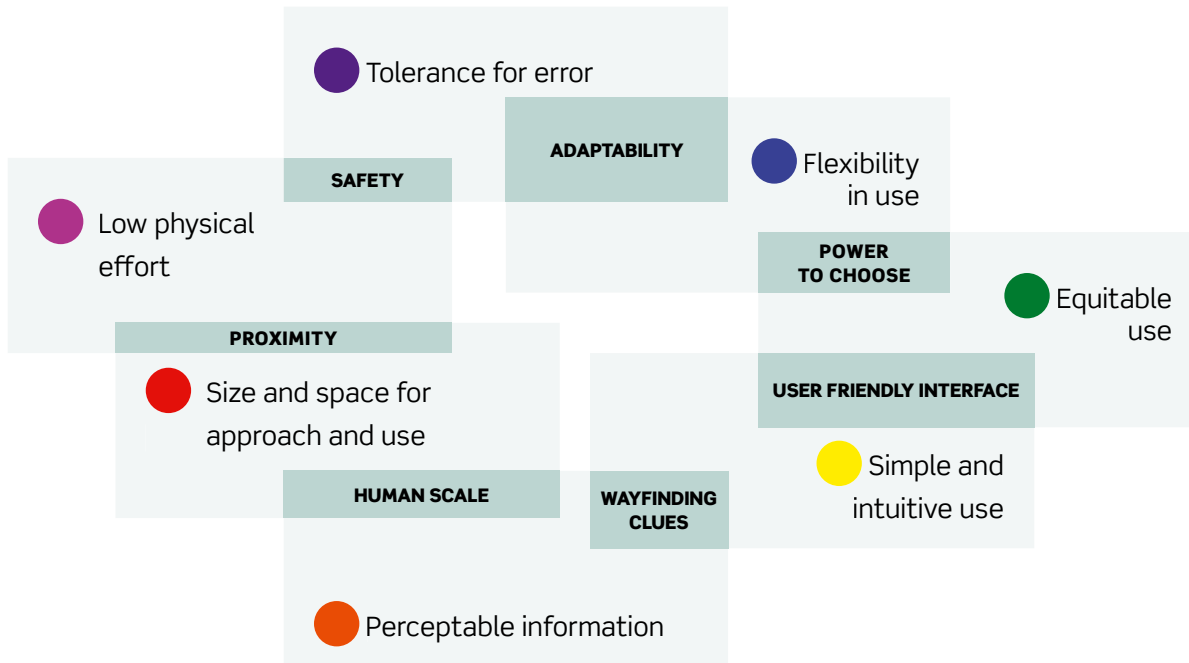 Tolerance for error
ADAPTABILITY
Flexibility
in use
SAFETY
Low physical
effort
POWER
TO CHOOSE
Equitable
use
PROXIMITY
Size and space for
approach and use
USER FRIENDLY INTERFACE
Simple and
intuitive use
HUMAN SCALE
WAYFINDING
CLUES
Perceptable information